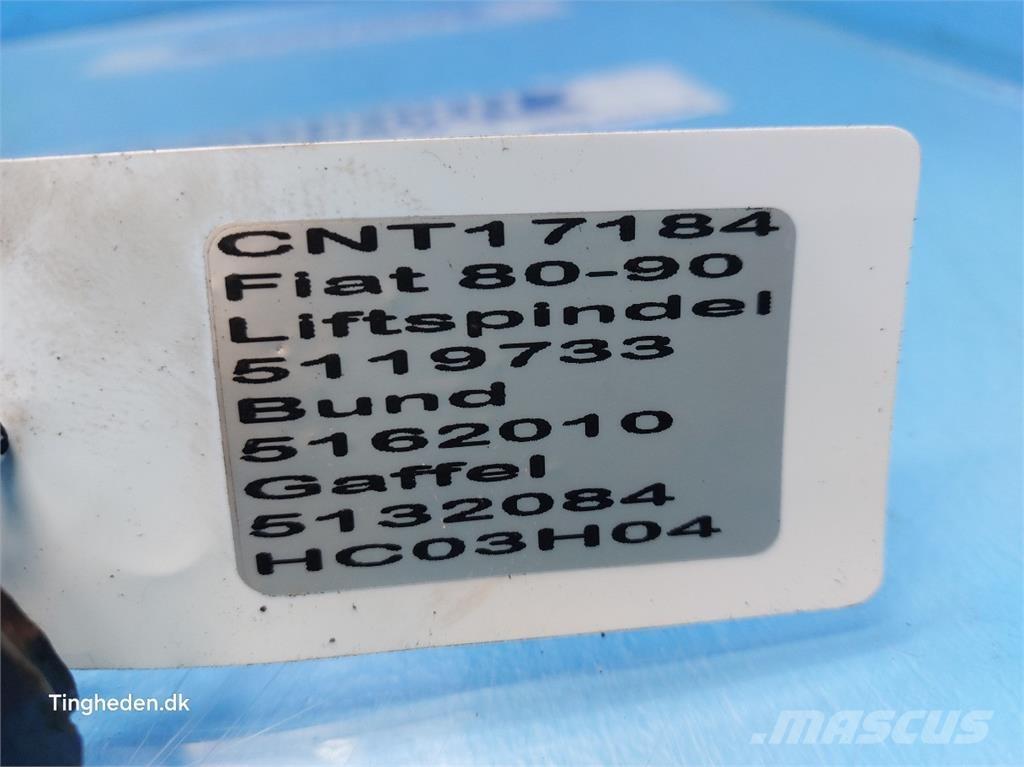 CNT17184
Fiat 80-90
Liftspindel
5119733
Bund
5162010
Gaffel
5132084
HC03H04
Tingheden.dk
MASCUS